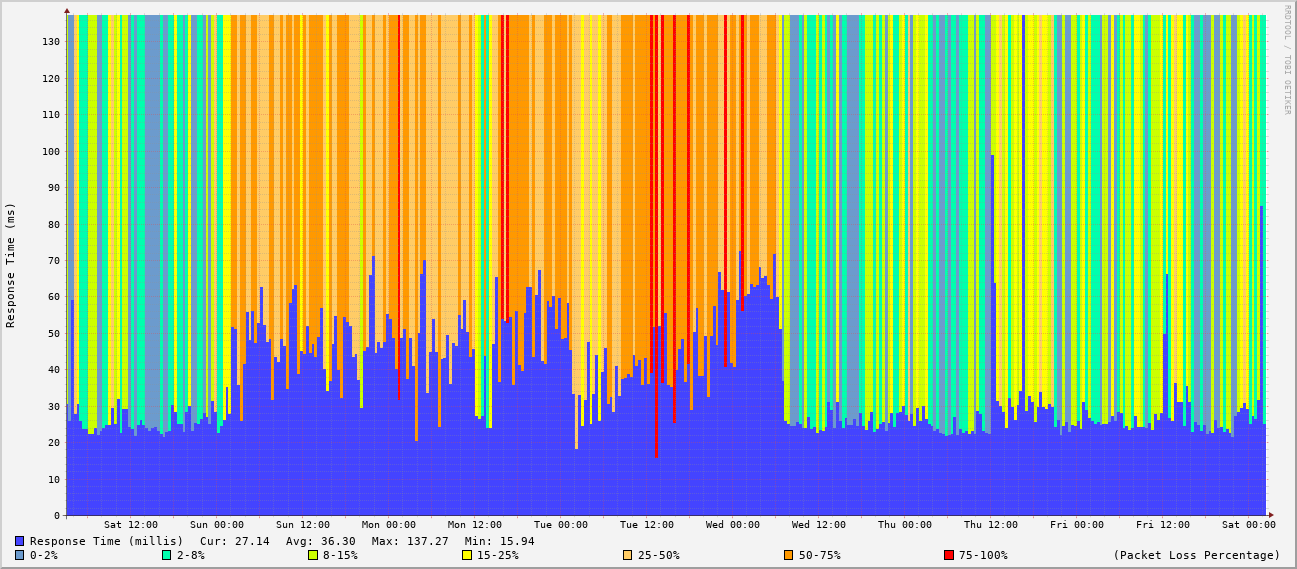 RRDTOOL / TOBI OETIKER
Response Time (ms)
130
120
110
100
90
80
70
60
50
40
30
20
10
0
Sat 12:00 Sun 00:00 Sun 12:00 Mon 00:00 Mon 12:00 Tue 00:00 Tue 12:00 Wed 00:00 Wed 12:00 Thu 00:00 Thu 12:00 Fri 00:00 Fri 12:00 Sat 00:00
Response Time (millis) Cur: 27.14 Avg: 36.30 Max: 137.27 Min: 15.94
0-2% 2-8% 8-15% 15-25% 25-50% 50-75% 75-100% (Packet Loss Percentage)